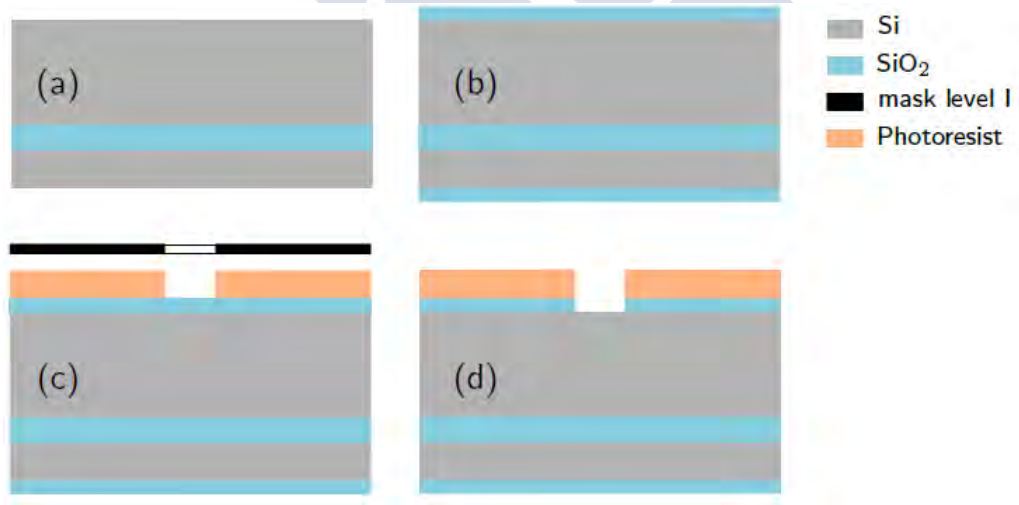 (a)
(b)
Si
SiO₂
mask level I
Photoresist
(c)
(d)